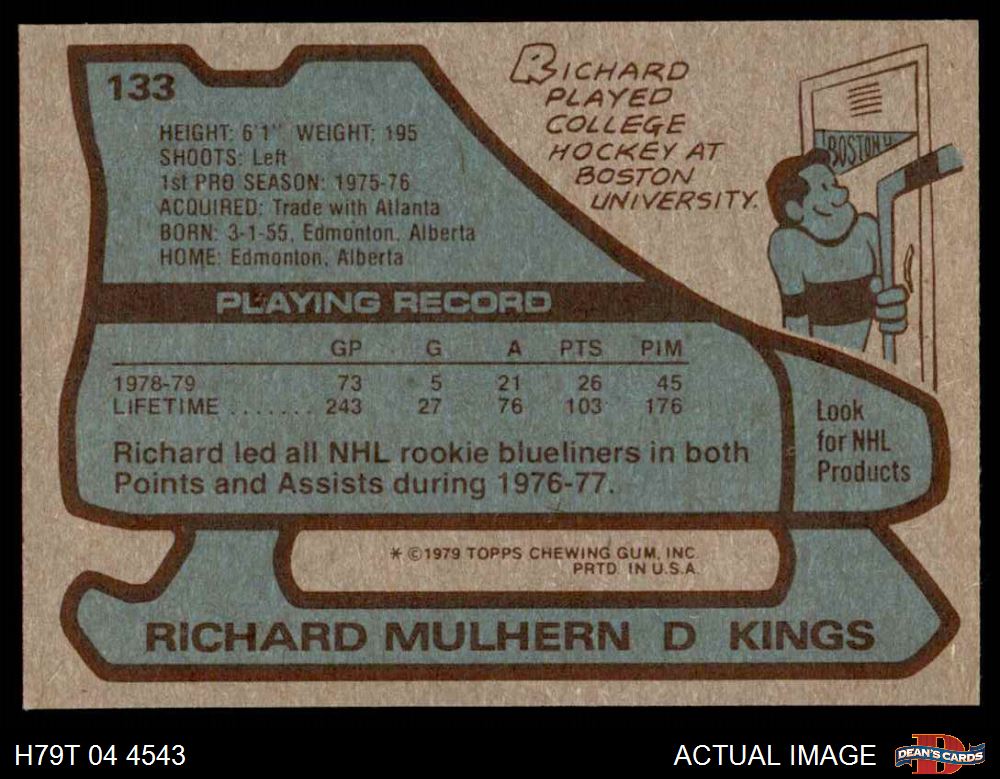 133
HEIGHT: 6'1" WEIGHT: 195
SHOOTS: Left
1st PRO SEASON: 1975-76
ACQUIRED: Trade with Atlanta
BORN: 3-1-55, Edmonton, Alberta
HOME: Edmonton, Alberta
RICHARD
PLAYED
COLLEGE
HOCKEY AT
BOSTON
UNIVERSITY.
BOSTON U
PLAYING RECORD
GP G A PTS PIM
1978-79 73 5 21 26 45
LIFETIME ....... 243 27 76 103 176
Richard led all NHL rookie blueliners in both
Points and Assists during 1976-77.
Look
for NHL
Products
* ©1979 TOPPS CHEWING GUM, INC.
PRTD. IN U.S.A.
RICHARD MULHERN D KINGS
H79T 04 4543
ACTUAL IMAGE
DEAN'S CARDS